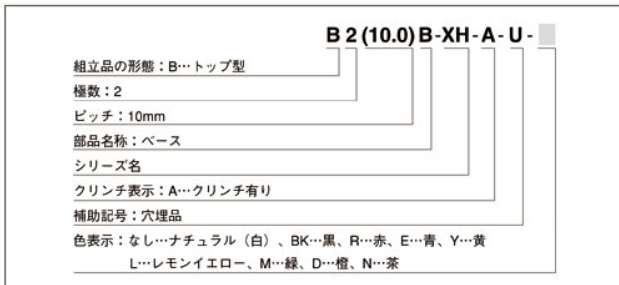 B2(10.0)B-XH-A-U-
組立品の形態：B…トップ型
極数：2
ピッチ：10mm
部品名称：ベース
シリーズ名
クリンチ表示：A…クリンチ有り
補助記号：穴埋品
色表示：なし…ナチュラル（白）、BK…黒、R…赤、E…青、Y…黄
L…レモンイエロー、M…緑、D…橙、N…茶